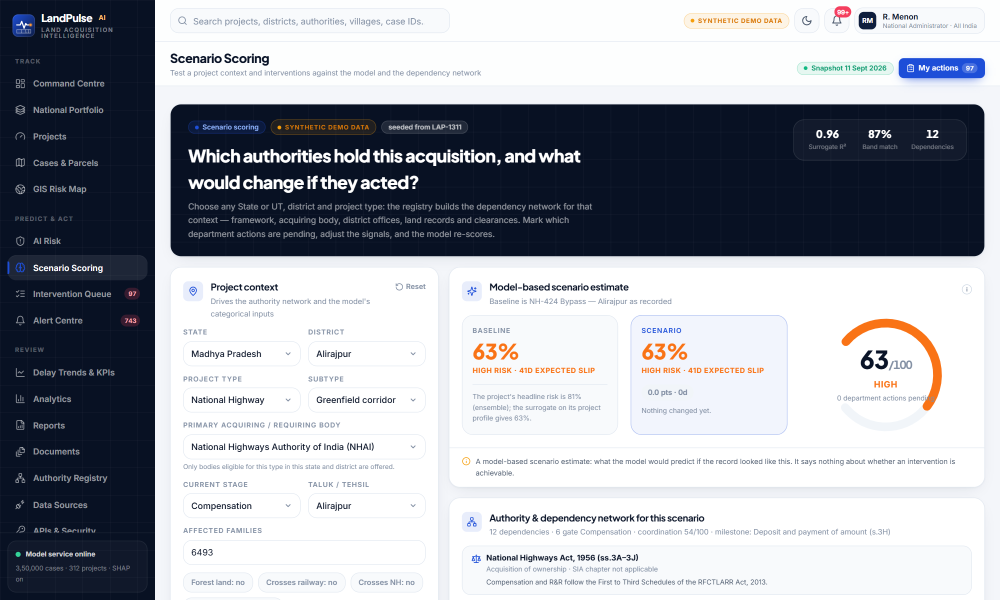 LandPulse AI
LAND ACQUISITION
INTELLIGENCE
TRACK
Command Centre
National Portfolio
Projects
Cases & Parcels
GIS Risk Map
PREDICT & ACT
AI Risk
Scenario Scoring
Intervention Queue 97
Alert Centre 743
REVIEW
Delay Trends & KPIs
Analytics
Reports
Documents
Authority Registry
Data Sources
APIs & Security
Model service online
3,50,000 cases · 312 projects · SHAP
on
Search projects, districts, authorities, villages, case IDs.
SYNTHETIC DEMO DATA
99+
RM
R. Menon
National Administrator · All India
Scenario Scoring
Test a project context and interventions against the model and the dependency network
Snapshot 11 Sept 2026
My actions 97
Scenario scoring
SYNTHETIC DEMO DATA
seeded from LAP-1311
0.96
Surrogate R²
87%
Band match
12
Dependencies
Which authorities hold this acquisition, and what
would change if they acted?
Choose any State or UT, district and project type: the registry builds the dependency network for that
context — framework, acquiring body, district offices, land records and clearances. Mark which
department actions are pending, adjust the signals, and the model re-scores.
Project context
Reset
Drives the authority network and the model's
categorical inputs
STATE
DISTRICT
Madhya Pradesh
Alirajpur
PROJECT TYPE
SUBTYPE
National Highway
Greenfield corridor
PRIMARY ACQUIRING / REQUIRING BODY
National Highways Authority of India (NHAI)
Only bodies eligible for this type in this state and district are offered.
CURRENT STAGE
TALUK / TEHSIL
Compensation
Alirajpur
AFFECTED FAMILIES
6493
Forest land: no
Crosses railway: no
Crosses NH: no
Model-based scenario estimate
Baseline is NH-424 Bypass — Alirajpur as recorded
BASELINE
63%
HIGH RISK · 41D EXPECTED SLIP
The project's headline risk is 81%
(ensemble); the surrogate on its project
profile gives 63%.
SCENARIO
63%
HIGH RISK · 41D EXPECTED SLIP
0.0 pts · 0d
Nothing changed yet.
63/100
HIGH
0 department actions pending
A model-based scenario estimate: what the model would predict if the record looked like this. It says nothing about whether an intervention is
achievable.
Authority & dependency network for this scenario
12 dependencies · 6 gate Compensation · coordination 54/100 · milestone: Deposit and payment of amount (s.3H)
National Highways Act, 1956 (ss.3A–3J)
Acquisition of ownership · SIA chapter not applicable
Compensation and R&R follow the First to Third Schedules of the RFCTLARR Act, 2013.